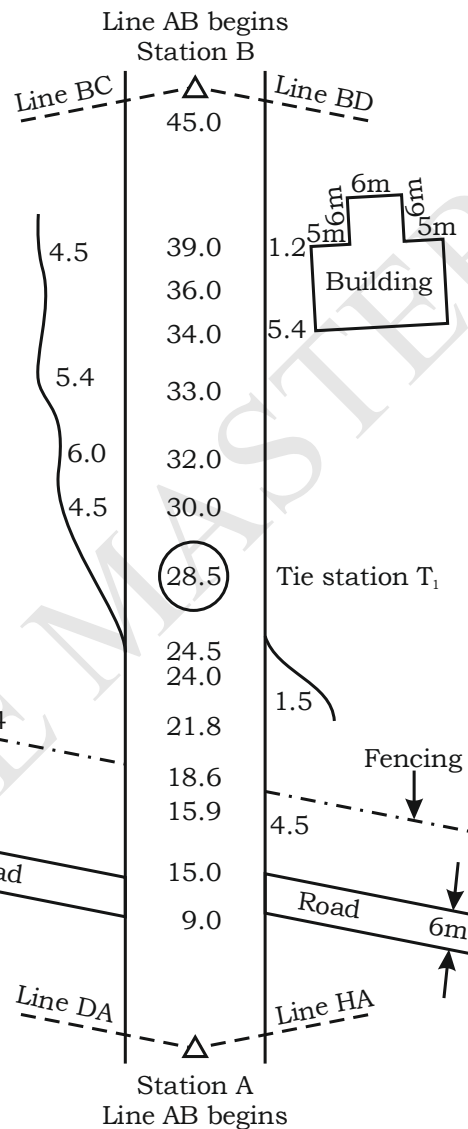 Line AB begins
Station B
Line BC
Line BD
45.0
6m
6m
6m
5m
5m
4.5
39.0
1.2
Building
36.0
34.0
5.4
5.4
33.0
6.0
32.0
4.5
30.0
28.5
Tie station T₁
24.5
24.0
1.5
21.8
Fencing
18.6
15.9
4.5
15.0
Road
9.0
6m
Line DA
Line HA
Station A
Line AB begins